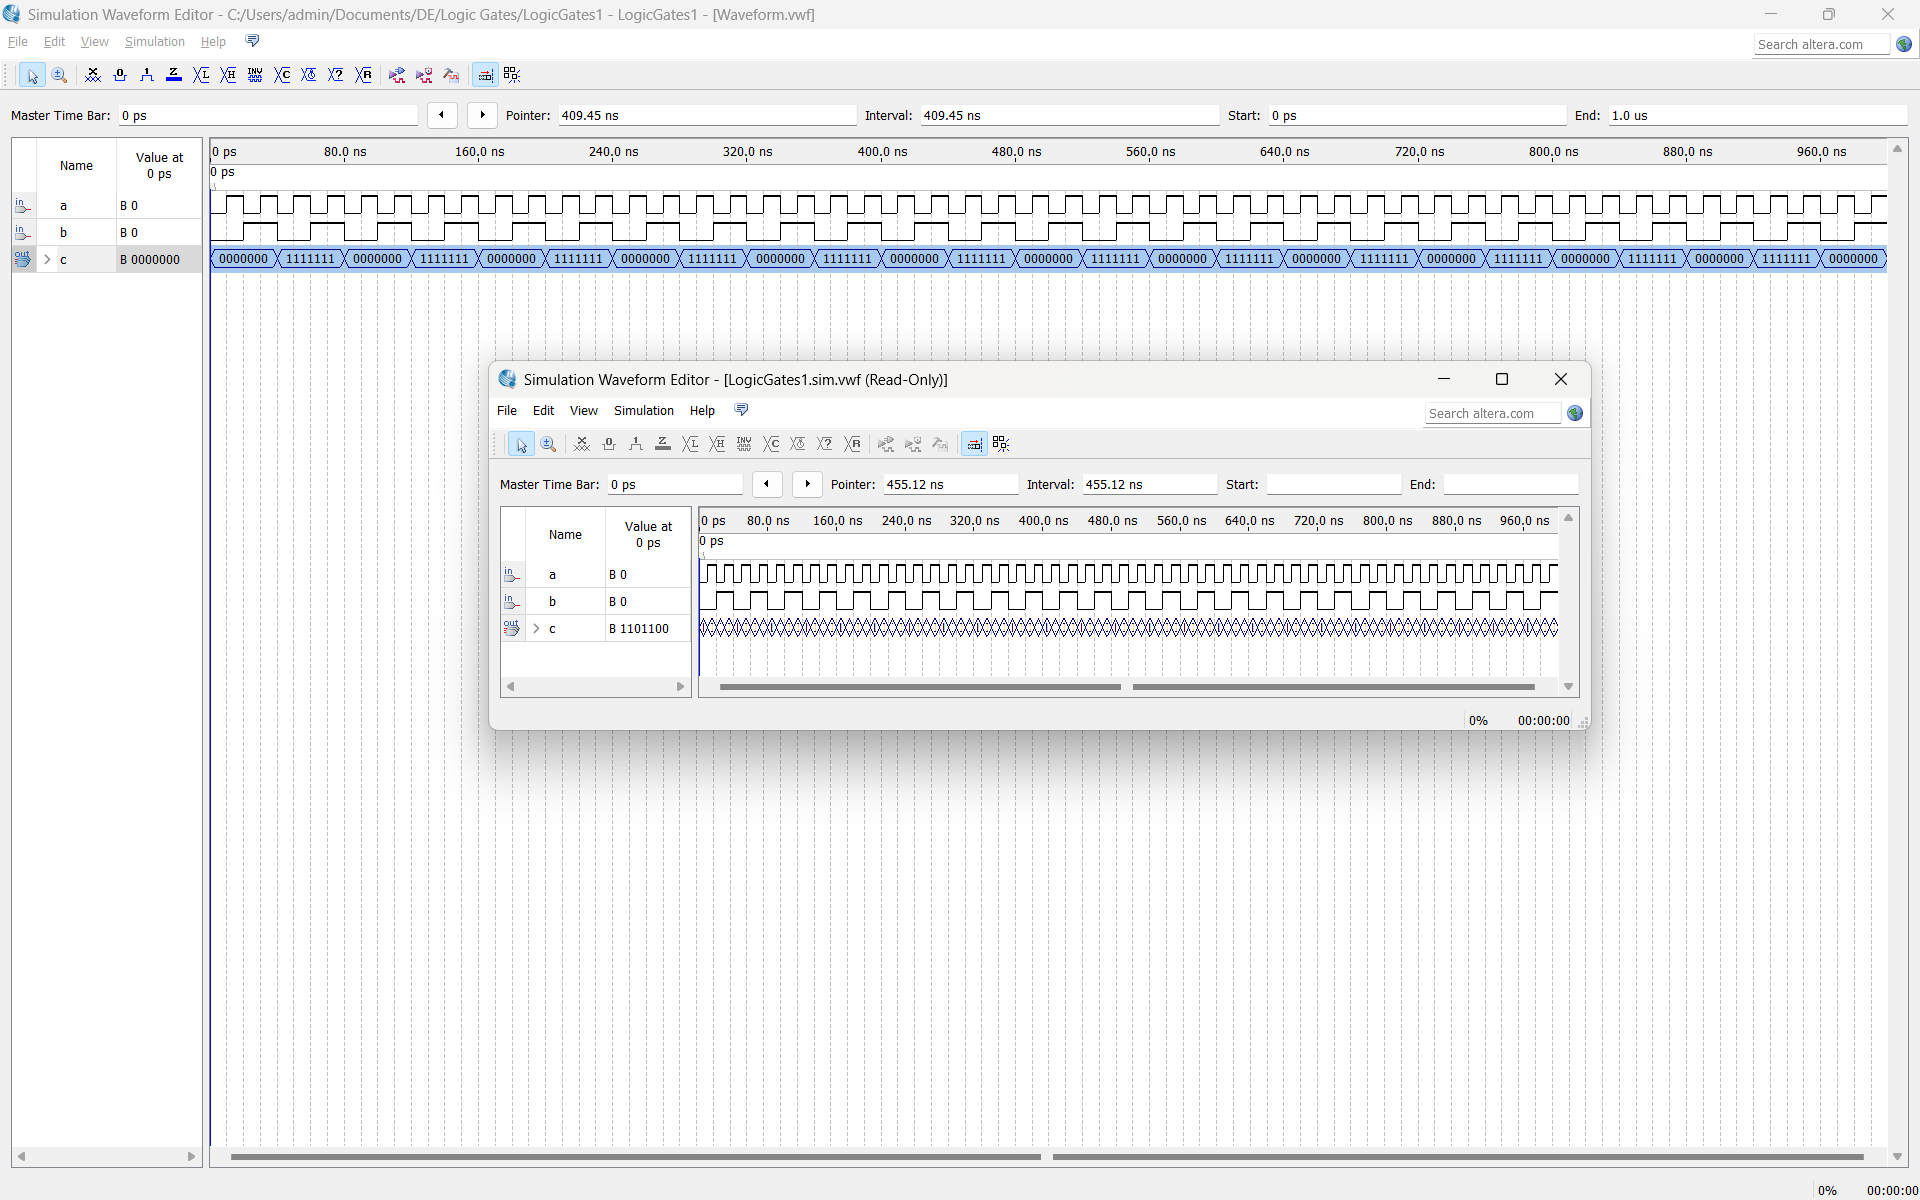 Simulation Waveform Editor - C:/Users/admin/Documents/DE/Logic Gates/LogicGates1 - LogicGates1 - [Waveform.vwf]
File Edit View Simulation Help
Search altera.com
Master Time Bar: 0 ps Pointer: 409.45 ns Interval: 409.45 ns Start: 0 ps End: 1.0 us
Name Value at 0 ps
0 ps 80.0 ns 160.0 ns 240.0 ns 320.0 ns 400.0 ns 480.0 ns 560.0 ns 640.0 ns 720.0 ns 800.0 ns 880.0 ns 960.0 ns
0 ps
in a B 0
in b B 0
out c B 0000000 0000000 1111111 0000000 1111111 0000000 1111111 0000000 1111111 0000000 1111111 0000000 1111111 0000000 1111111 0000000 1111111 0000000 1111111 0000000 1111111 0000000 1111111 0000000 1111111 0000000
Simulation Waveform Editor - [LogicGates1.sim.vwf (Read-Only)]
File Edit View Simulation Help
Search altera.com
Master Time Bar: 0 ps Pointer: 455.12 ns Interval: 455.12 ns Start: End:
Name Value at 0 ps
0 ps 80.0 ns 160.0 ns 240.0 ns 320.0 ns 400.0 ns 480.0 ns 560.0 ns 640.0 ns 720.0 ns 800.0 ns 880.0 ns 960.0 ns
0 ps
in a B 0
in b B 0
out c B 1101100
0% 00:00:00
0% 00:00:00